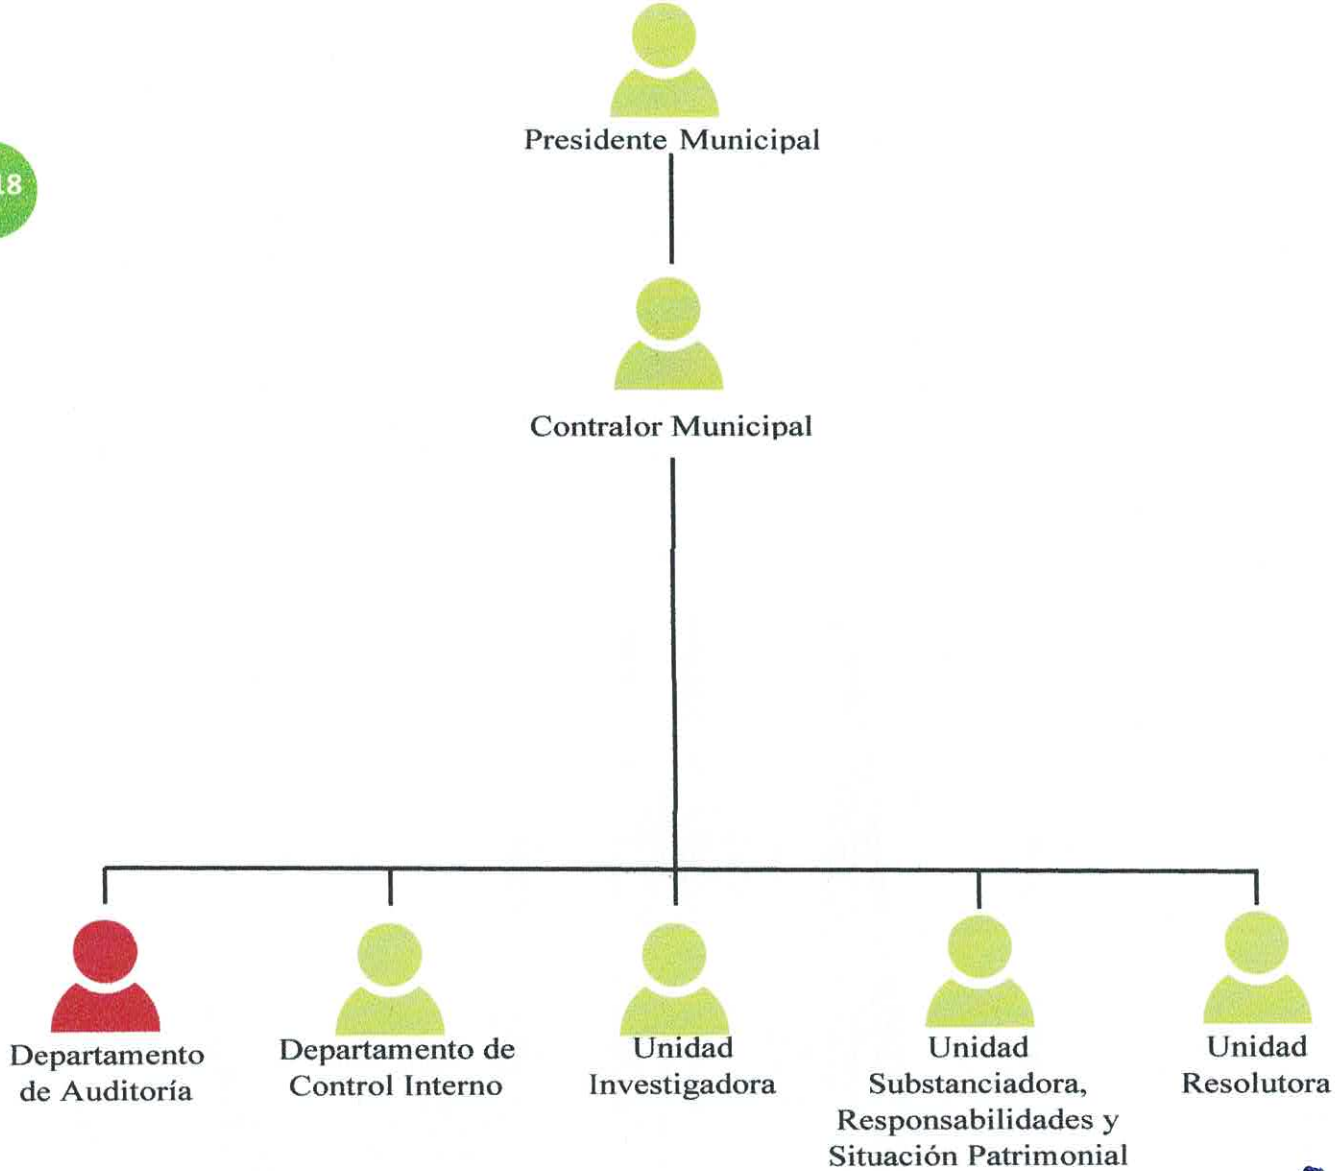 Presidente Municipal
18
Contralor Municipal
Departamento
de Auditoría
Departamento de
Control Interno
Unidad
Investigadora
Unidad
Substanciadora,
Responsabilidades y
Situación Patrimonial
Unidad
Resolutora